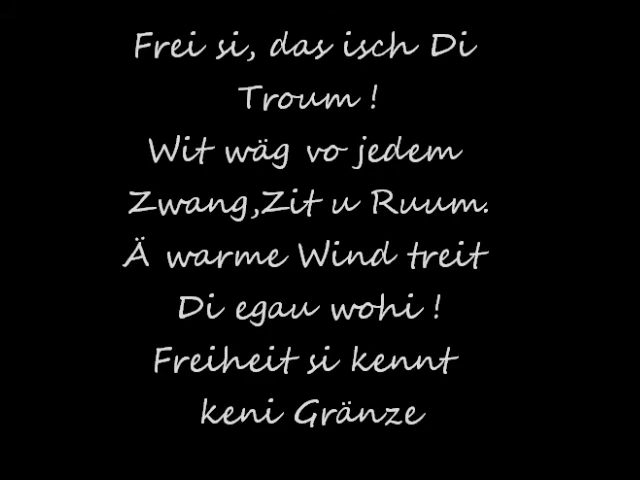 Frei si, das isch Di
Troum !
Wit wäg vo jedem
Zwang,Zit u Ruum.
Ä warme Wind treit
Di egau wohi !
Freiheit si kennt
keni Gränze